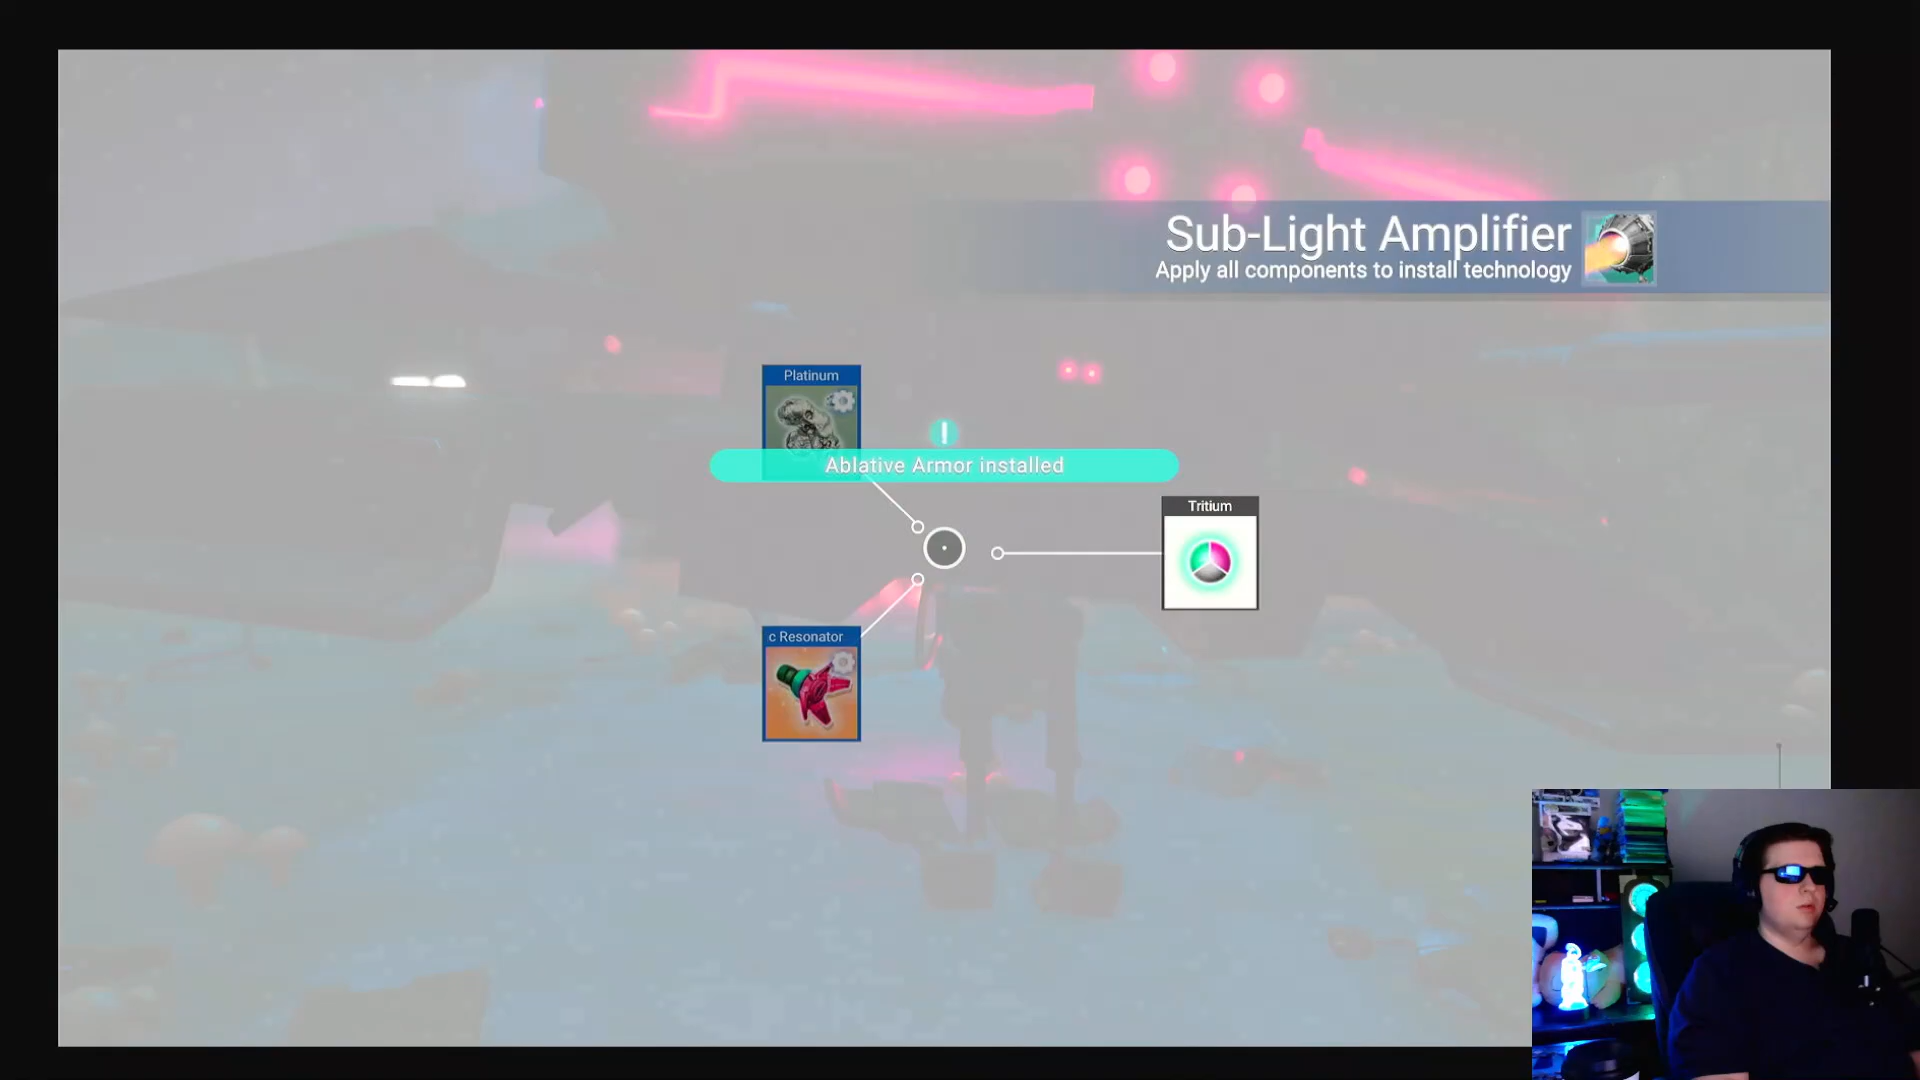 Sub-Light Amplifier
Apply all components to install technology
Platinum
Ablative Armor installed
Tritium
c Resonator